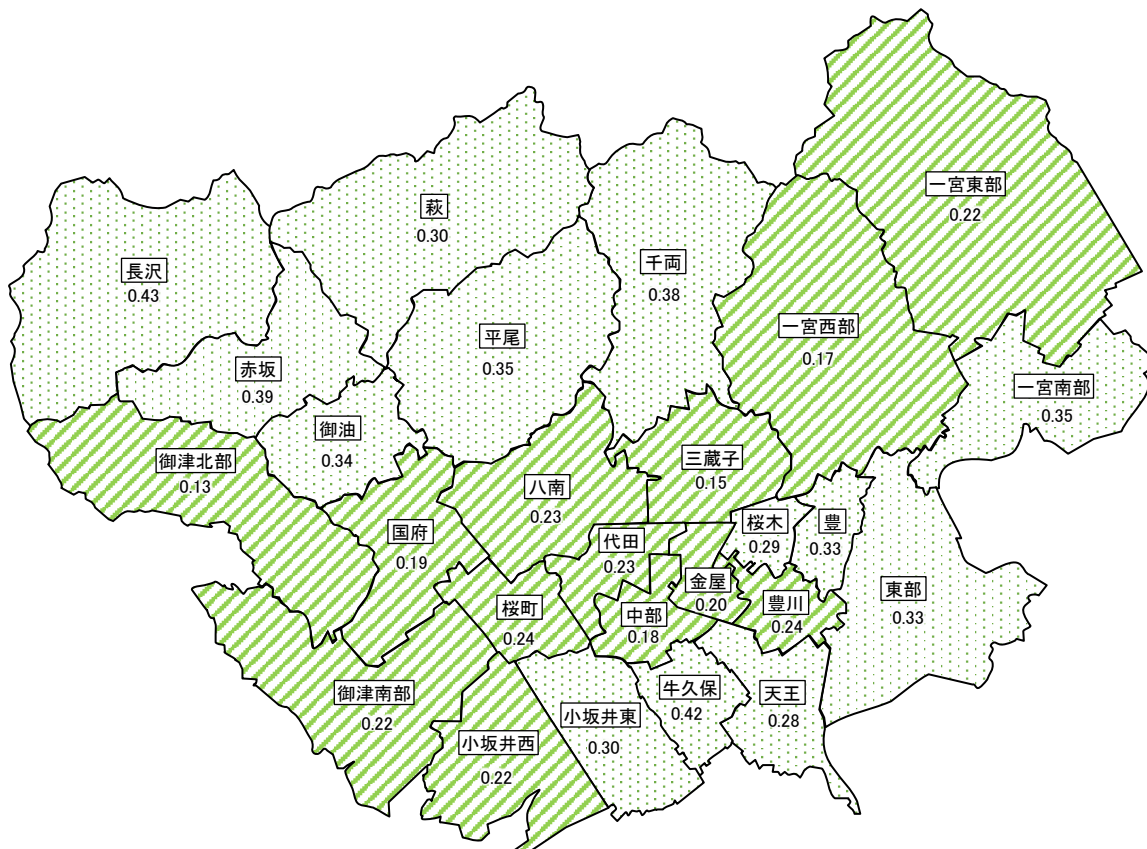 一宮東部
0.22
萩
0.30
長沢
0.43
千両
0.38
一宮西部
0.17
平尾
0.35
赤坂
0.39
一宮南部
0.35
御油
0.34
御津北部
0.13
三蔵子
0.15
八南
0.23
国府
0.19
代田
0.23
桜木
0.29
豊
0.33
金屋
0.20
豊川
0.24
東部
0.33
桜町
0.24
中部
0.18
御津南部
0.22
牛久保
0.42
天王
0.28
小坂井東
0.30
小坂井西
0.22